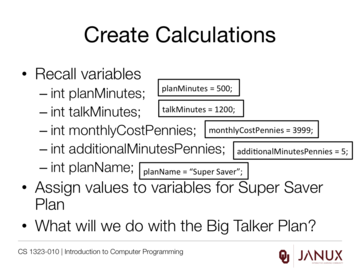 Create Calculations
• Recall variables
– int planMinutes; planMinutes = 500;
– int talkMinutes; talkMinutes = 1200;
– int monthlyCostPennies; monthlyCostPennies = 3999;
– int additionalMinutesPennies; additionalMinutesPennies = 5;
– int planName; planName = “Super Saver”;
• Assign values to variables for Super Saver
Plan
• What will we do with the Big Talker Plan?
CS 1323-010 | Introduction to Computer Programming
JANUX